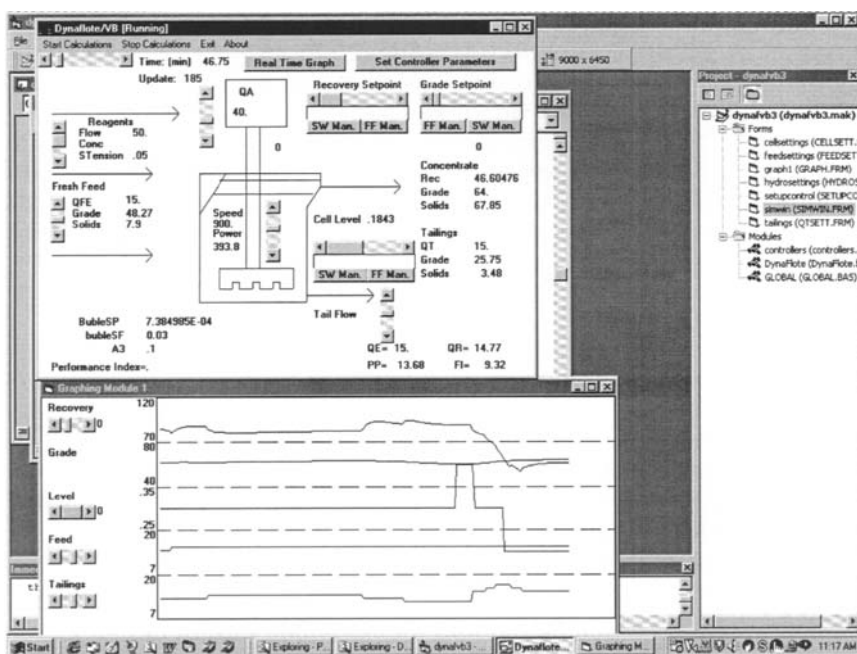 Dynaflote/VB [Running]
Start Calculations Stop Calculations Exit About
Time: (min) 46.75 Real Time Graph Set Controller Parameters
Update: 185
QA
40.
0
Recovery Setpoint
SW Man. FF Man.
0
Grade Setpoint
FF Man. SW Man.
0
Reagents
Flow 50.
Conc
STension .05
Fresh Feed
QFE 15.
Grade 48.27
Solids 7.9
Speed
900.
Power
393.8
Cell Level .1843
SW Man. FF Man.
Tail Flow
Concentrate
Rec 46.60476
Grade 64.
Solids 67.85
Tailings
QT 15.
Grade 25.75
Solids 3.48
BubleSP 7.384985E-04
bubleSF 0.03
A3 .1
Performance Index=.
QE= 15. QR= 14.77
PP= 13.68 FI= 9.32
9000 x 6450
Project - dynafvb3
dynafvb3 (dynafvb3.mak)
Forms
cellsettings (CELLSETT.
feedsettings (FEEDSET
graph1 (GRAPH.FRM)
hydrosettings (HYDROS
setupcontrol (SETUPCO
simwin (SIMWIN.FRM)
tailings (QTSETT.FRM)
Modules
controllers (controllers.
DynaFlote (DynaFlote.
GLOBAL (GLOBAL.BAS)
Graphing Module 1
Recovery
0
Grade
Level
0
Feed
Tailings
120
70
80
40
.35
.25
20
7
20
7
Start
Exploring - P...
Exploring - D...
dynafvb3 - ...
Dynaflote...
Graphing M...
11:17 AM